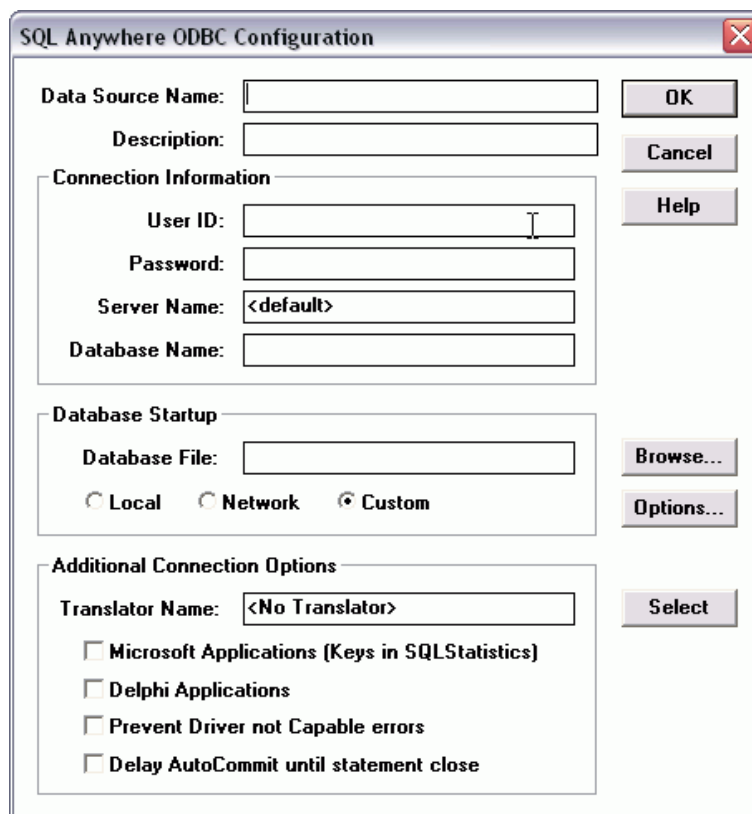 SQL Anywhere ODBC Configuration
Data Source Name:
OK
Description:
Cancel
Connection Information
Help
User ID:
Password:
Server Name: <default>
Database Name:
Database Startup
Database File:
Browse...
Local Network Custom
Options...
Additional Connection Options
Translator Name: <No Translator>
Select
Microsoft Applications (Keys in SQLStatistics)
Delphi Applications
Prevent Driver not Capable errors
Delay AutoCommit until statement close